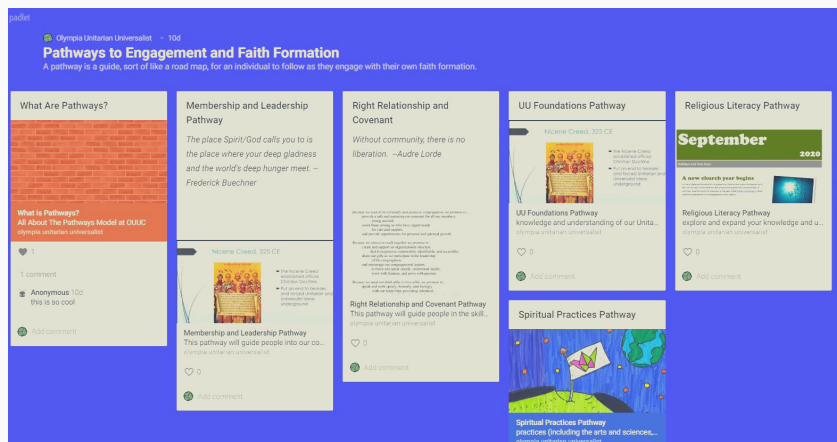 padlet
Olympia Unitarian Universalist · 10d
Pathways to Engagement and Faith Formation
A pathway is a guide, sort of like a road map, for an individual to follow as they engage with their own faith formation.
What Are Pathways?
What is Pathways?
All About The Pathways Model at OUUC
olympia unitarian universalist
1
1 comment
Anonymous 10d
this is so cool
Add comment
Membership and Leadership
Pathway
The place Spirit/God calls you to is
the place where your deep gladness
and the world's deep hunger meet. –
Frederick Buechner
Nicene Creed, 325 CE
Membership and Leadership Pathway
This pathway will guide people into our co...
olympia unitarian universalist
0
Add comment
Right Relationship and
Covenant
Without community, there is no
liberation. –Audre Lorde
Right Relationship and Covenant Pathway
This pathway will guide people in the skill...
olympia unitarian universalist
0
Add comment
UU Foundations Pathway
Nicene Creed, 325 CE
UU Foundations Pathway
knowledge and understanding of our Unita...
olympia unitarian universalist
0
Add comment
Spiritual Practices Pathway
Spiritual Practices Pathway
practices (including the arts and sciences,...
olympia unitarian universalist
Religious Literacy Pathway
September
2020
A new church year begins
Religious Literacy Pathway
explore and expand your knowledge and u...
olympia unitarian universalist
0
Add comment